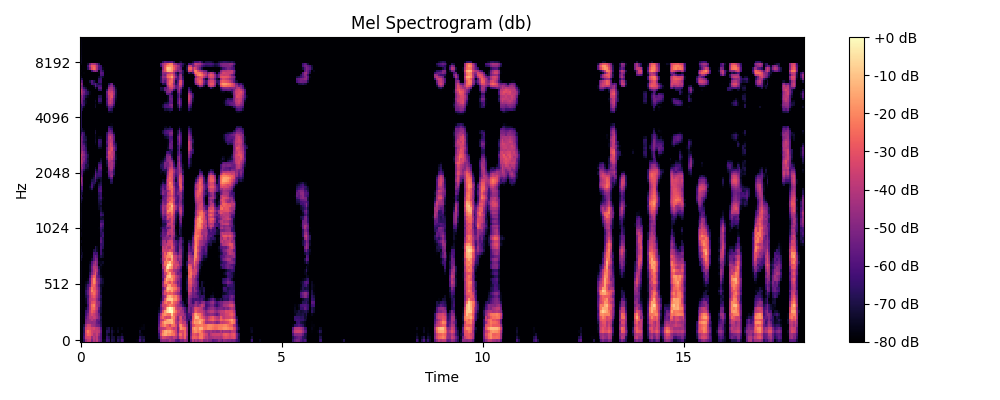 Mel Spectrogram (db)
8192
4096
2048
1024
512
0
Hz
0 5 10 15
Time
+0 dB
-10 dB
-20 dB
-30 dB
-40 dB
-50 dB
-60 dB
-70 dB
-80 dB